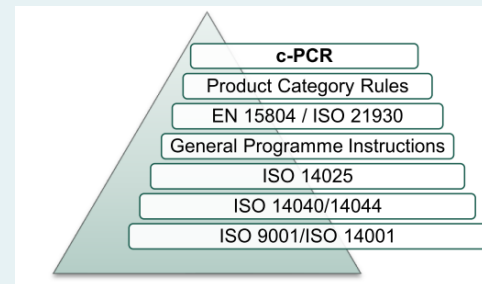 c-PCR
Product Category Rules
EN 15804 / ISO 21930
General Programme Instructions
ISO 14025
ISO 14040/14044
ISO 9001/ISO 14001